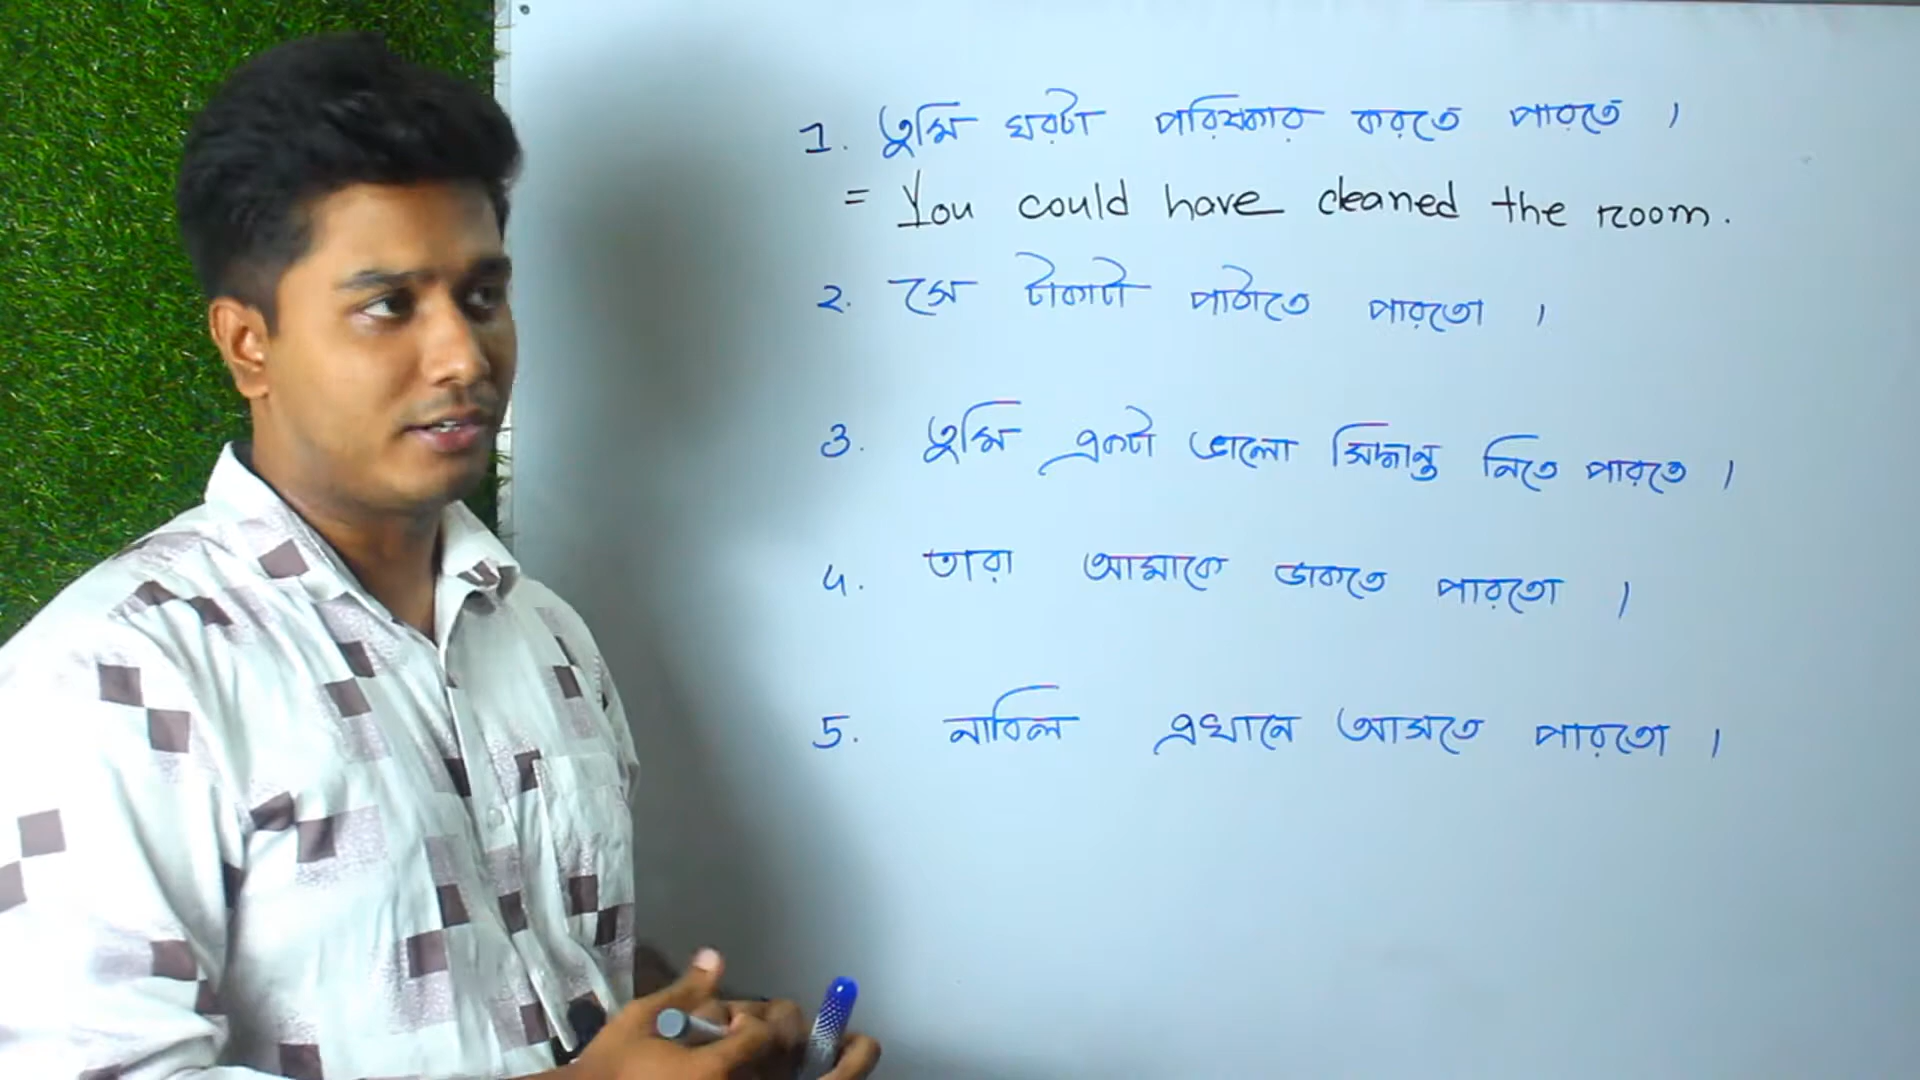 1. তুমি ঘরটা পরিষ্কার করতে পারতে ।
= You could have cleaned the room.
২. সে টাকাটা পাঠাতে পারতো ।
3. তুমি একটা ভালো সিদ্ধান্ত নিতে পারতে ।
4. তারা আমাকে ডাকতে পারতো ।
5. নাবিল এখানে আসতে পারতো ।